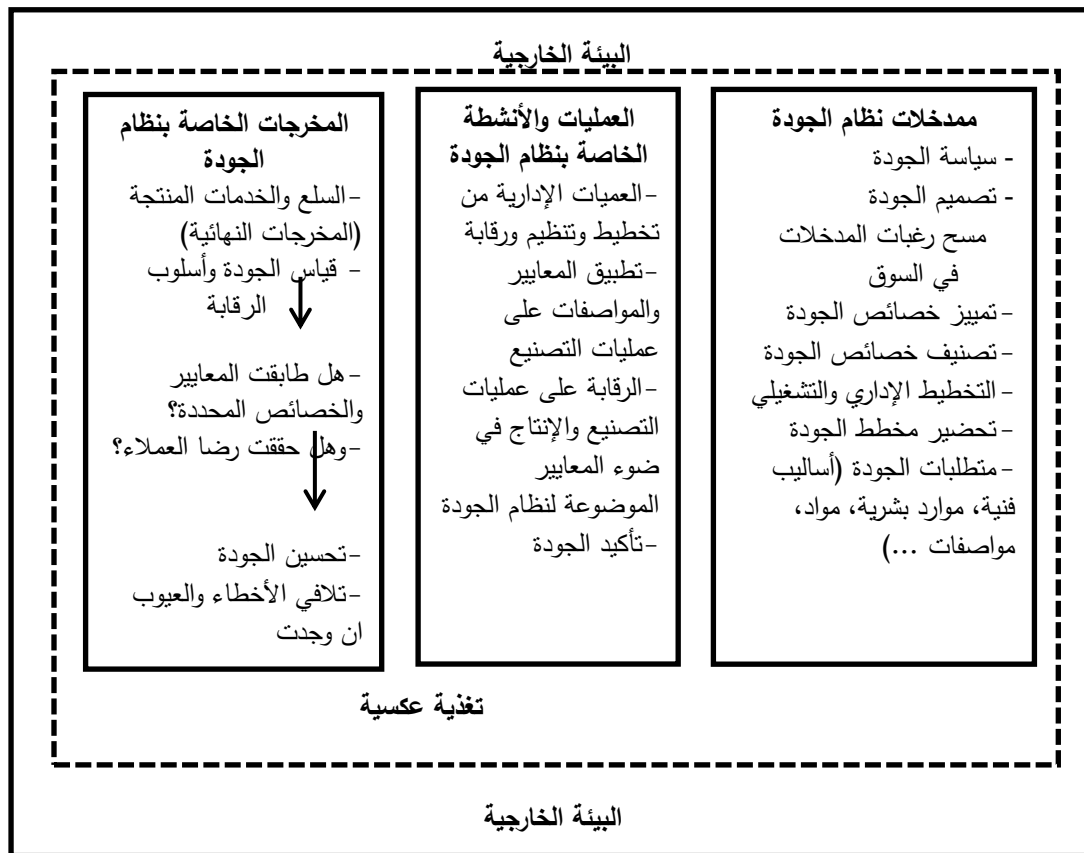 البيئة الخارجية
ممدخلات نظام الجودة
- سياسة الجودة
- تصميم الجودة
مسح رغبات المدخلات
في السوق
-تمييز خصائص الجودة
-تصنيف خصائص الجودة
-التخطيط الإداري والتشغيلي
-تحضير مخطط الجودة
-متطلبات الجودة (أساليب
فنية، موارد بشرية، مواد،
مواصفات ...)
العمليات والأنشطة
الخاصة بنظام الجودة
-العميات الإدارية من
تخطيط وتنظيم ورقابة
-تطبيق المعايير
والمواصفات على
عمليات التصنيع
-الرقابة على عمليات
التصنيع والإنتاج في
ضوء المعايير
الموضوعة لنظام الجودة
-تأكيد الجودة
المخرجات الخاصة بنظام
الجودة
-السلع والخدمات المنتجة
(المخرجات النهائية)
- قياس الجودة وأسلوب
الرقابة
-هل طابقت المعايير
والخصائص المحددة؟
-وهل حققت رضا العملاء؟
-تحسين الجودة
-تلافي الأخطاء والعيوب
ان وجدت
تغذية عكسية
البيئة الخارجية